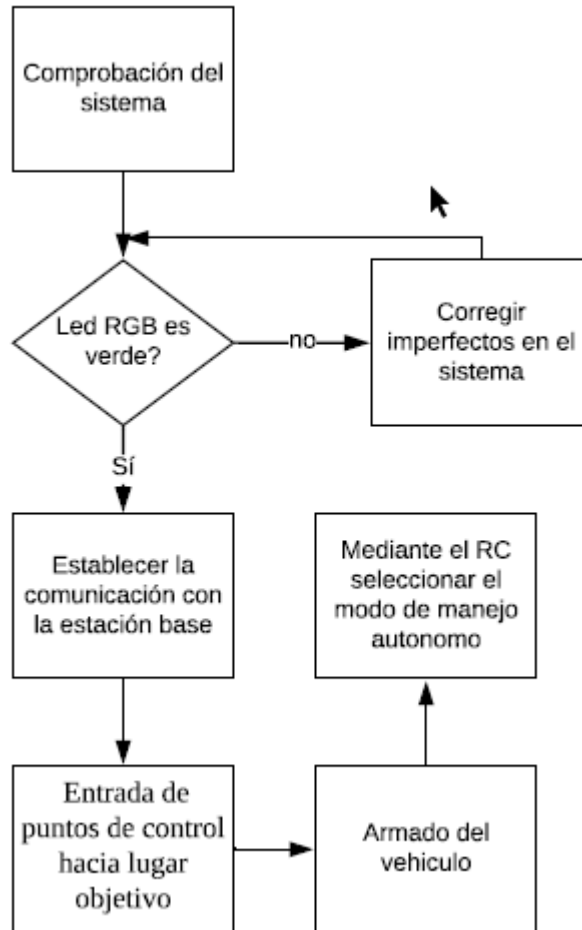 Comprobación del
sistema
Led RGB es
verde?
no
Corregir
imperfectos en el
sistema
Sí
Establecer la
comunicación con
la estación base
Mediante el RC
seleccionar el
modo de manejo
autonomo
Entrada de
puntos de control
hacia lugar
objetivo
Armado del
vehiculo